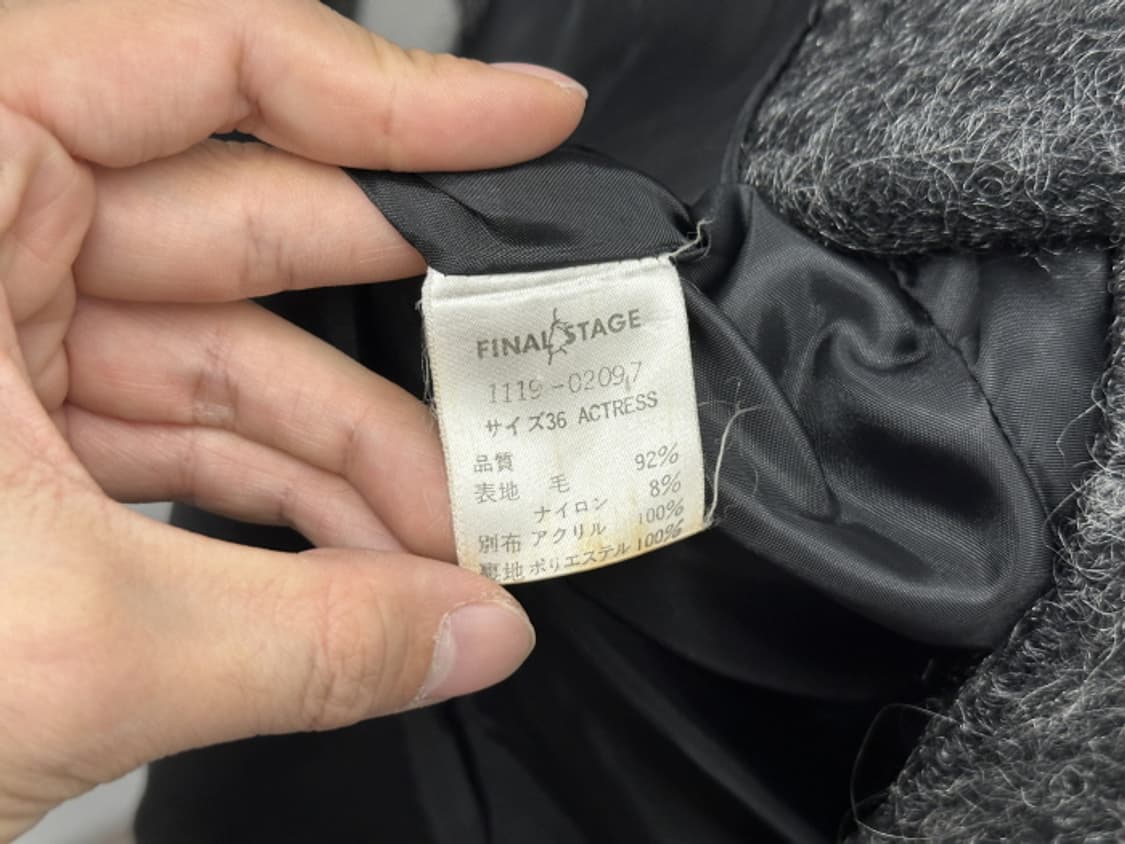 FINAL STAGE
1119-02097
サイズ36 ACTRESS
品質
表地 毛 92%
ナイロン 8%
別布 アクリル 100%
裏地 ポリエステル 100%